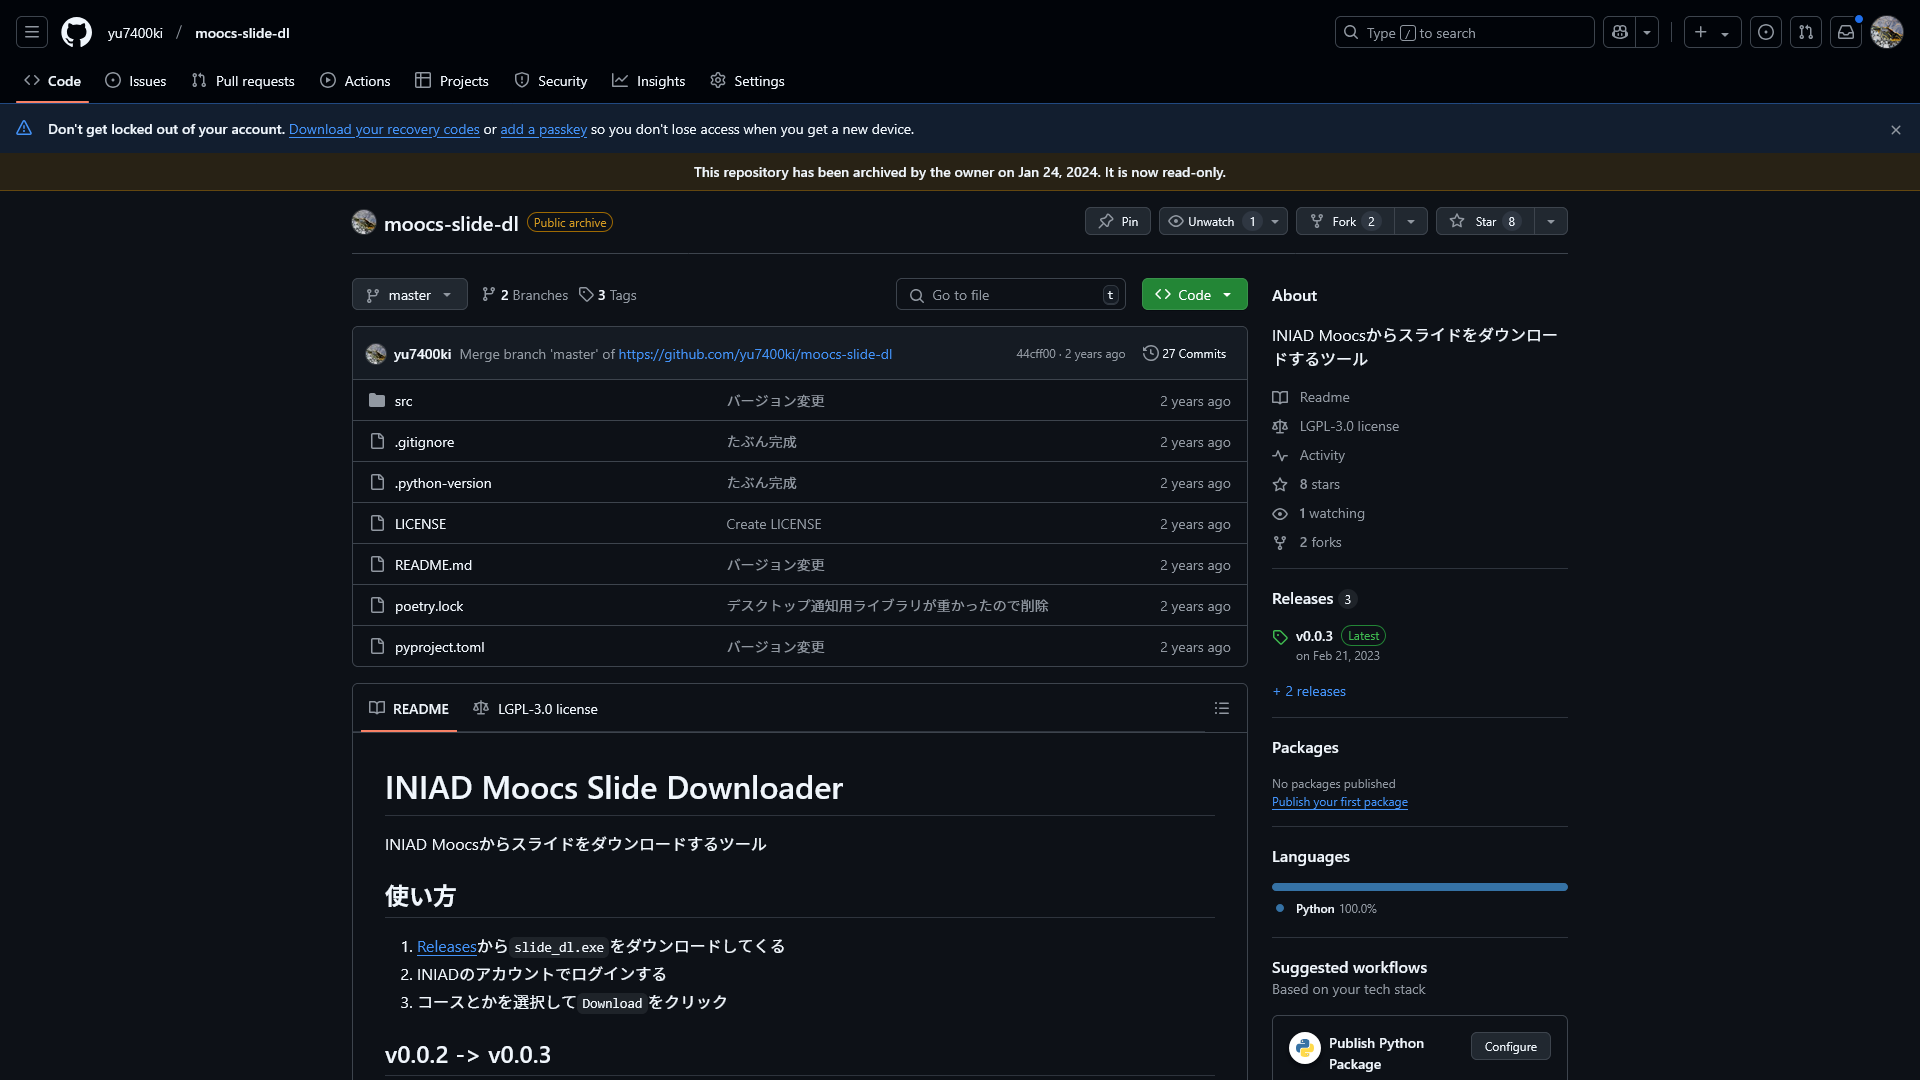 yu7400ki / moocs-slide-dl
Type / to search
Code
Issues
Pull requests
Actions
Projects
Security
Insights
Settings
Don't get locked out of your account. Download your recovery codes or add a passkey so you don't lose access when you get a new device.
This repository has been archived by the owner on Jan 24, 2024. It is now read-only.
moocs-slide-dl Public archive
Pin
Unwatch 1
Fork 2
Star 8
master
2 Branches
3 Tags
Go to file t
Code
yu7400ki Merge branch 'master' of https://github.com/yu7400ki/moocs-slide-dl 44cff00 · 2 years ago 27 Commits
src バージョン変更 2 years ago
.gitignore たぶん完成 2 years ago
.python-version たぶん完成 2 years ago
LICENSE Create LICENSE 2 years ago
README.md バージョン変更 2 years ago
poetry.lock デスクトップ通知用ライブラリが重かったので削除 2 years ago
pyproject.toml バージョン変更 2 years ago
README
LGPL-3.0 license
INIAD Moocs Slide Downloader
INIAD Moocsからスライドをダウンロードするツール
使い方
1. Releasesから slide_dl.exe をダウンロードしてくる
2. INIADのアカウントでログインする
3. コースとかを選択して Download をクリック
v0.0.2 -> v0.0.3
About
INIAD Moocsからスライドをダウンロー
ドするツール
Readme
LGPL-3.0 license
Activity
8 stars
1 watching
2 forks
Releases 3
v0.0.3 Latest
on Feb 21, 2023
+ 2 releases
Packages
No packages published
Publish your first package
Languages
Python 100.0%
Suggested workflows
Based on your tech stack
Publish Python
Package
Configure